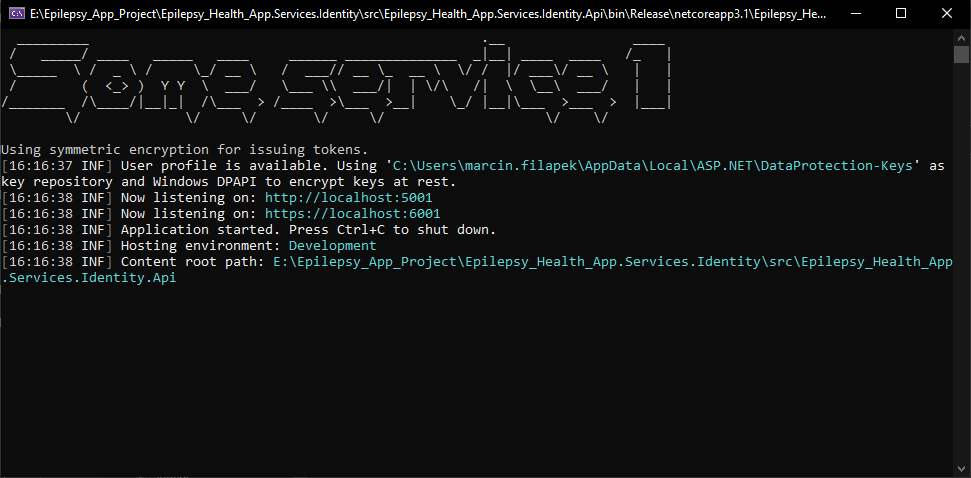 E:\Epilepsy_App_Project\Epilepsy_Health_App.Services.Identity\src\Epilepsy_Health_App.Services.Identity.Api\bin\Release\netcoreapp3.1\Epilepsy_He...
Some service 1
Using symmetric encryption for issuing tokens.
[16:16:37 INF] User profile is available. Using 'C:\Users\marcin.filapek\AppData\Local\ASP.NET\DataProtection-Keys' as
key repository and Windows DPAPI to encrypt keys at rest.
[16:16:38 INF] Now listening on: http://localhost:5001
[16:16:38 INF] Now listening on: https://localhost:6001
[16:16:38 INF] Application started. Press Ctrl+C to shut down.
[16:16:38 INF] Hosting environment: Development
[16:16:38 INF] Content root path: E:\Epilepsy_App_Project\Epilepsy_Health_App.Services.Identity\src\Epilepsy_Health_App
.Services.Identity.Api